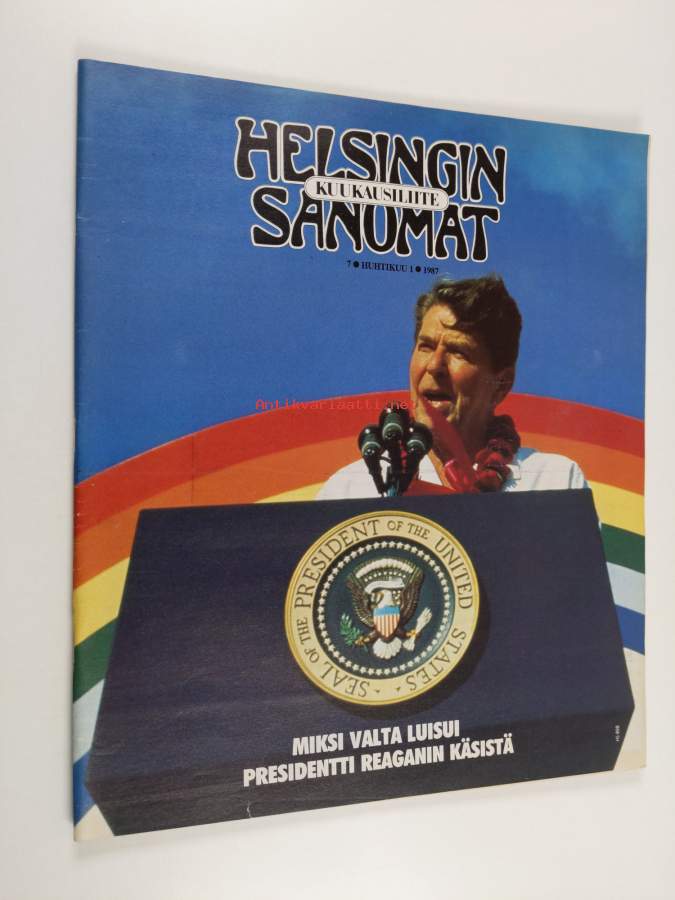 HELSINGIN
KUUKAUSILIITE
SANOMAT
7 ● HUHTIKUU 1 ● 1987
Antikvariaatti.net
SEAL OF THE PRESIDENT OF THE UNITED STATES
MIKSI VALTA LUISUI
PRESIDENTTI REAGANIN KÄSISTÄ